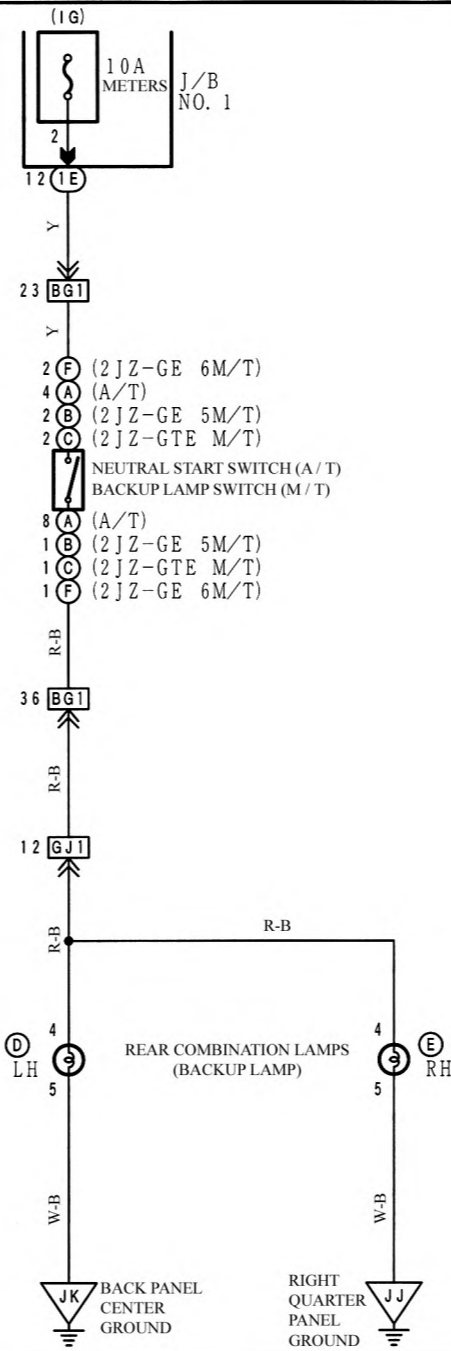 (IG)
10A
METERS
J/B
NO. 1
2
12 1E
Y
23 BG1
Y
2 F (2JZ-GE 6M/T)
4 A (A/T)
2 B (2JZ-GE 5M/T)
2 C (2JZ-GTE M/T)
NEUTRAL START SWITCH (A / T)
BACKUP LAMP SWITCH (M / T)
8 A (A/T)
1 B (2JZ-GE 5M/T)
1 C (2JZ-GTE M/T)
1 F (2JZ-GE 6M/T)
R-B
36 BG1
R-B
12 GJ1
R-B
R-B
4
4
D
LH
REAR COMBINATION LAMPS
(BACKUP LAMP)
E
RH
5
5
W-B
W-B
JK
BACK PANEL
CENTER
GROUND
RIGHT
QUARTER
PANEL
GROUND
JJ